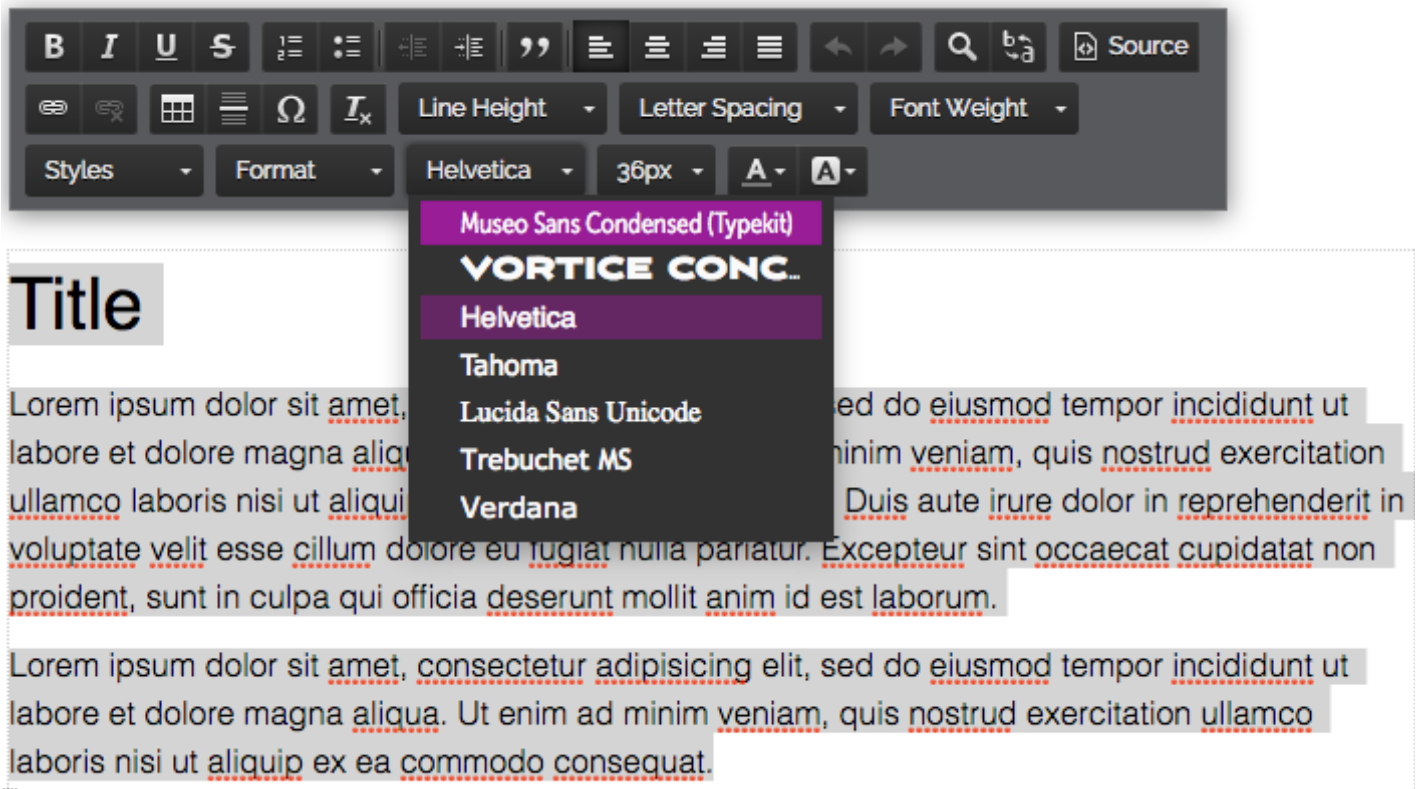 B I U S Source
Line Height Letter Spacing Font Weight
Styles Format Helvetica 36px A A
Museo Sans Condensed (Typekit)
VORTICE CONC...
Helvetica
Tahoma
Lucida Sans Unicode
Trebuchet MS
Verdana
Title
Lorem ipsum dolor sit amet, sed do eiusmod tempor incididunt ut
labore et dolore magna veniam, quis nostrud exercitation
ullamco laboris nisi ut Duis aute irure dolor in reprehenderit in
voluptate velit esse cillum dolore eu fugiat nulla pariatur. Excepteur sint occaecat cupidatat non
proident, sunt in culpa qui officia deserunt mollit anim id est laborum.
Lorem ipsum dolor sit amet, consectetur adipisicing elit, sed do eiusmod tempor incididunt ut
labore et dolore magna aliqua. Ut enim ad minim veniam, quis nostrud exercitation ullamco
laboris nisi ut aliquip ex ea commodo consequat.